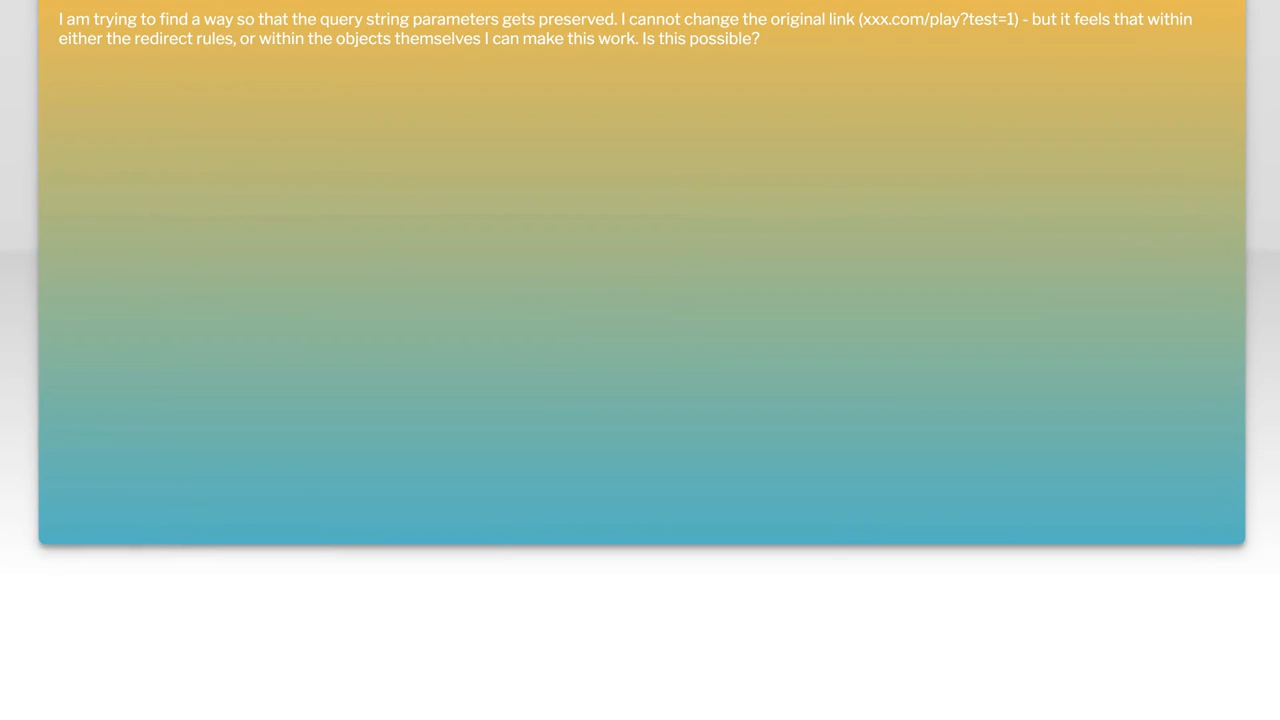 I am trying to find a way so that the query string parameters gets preserved. I cannot change the original link (xxx.com/play?test=1) - but it feels that within
either the redirect rules, or within the objects themselves I can make this work. Is this possible?